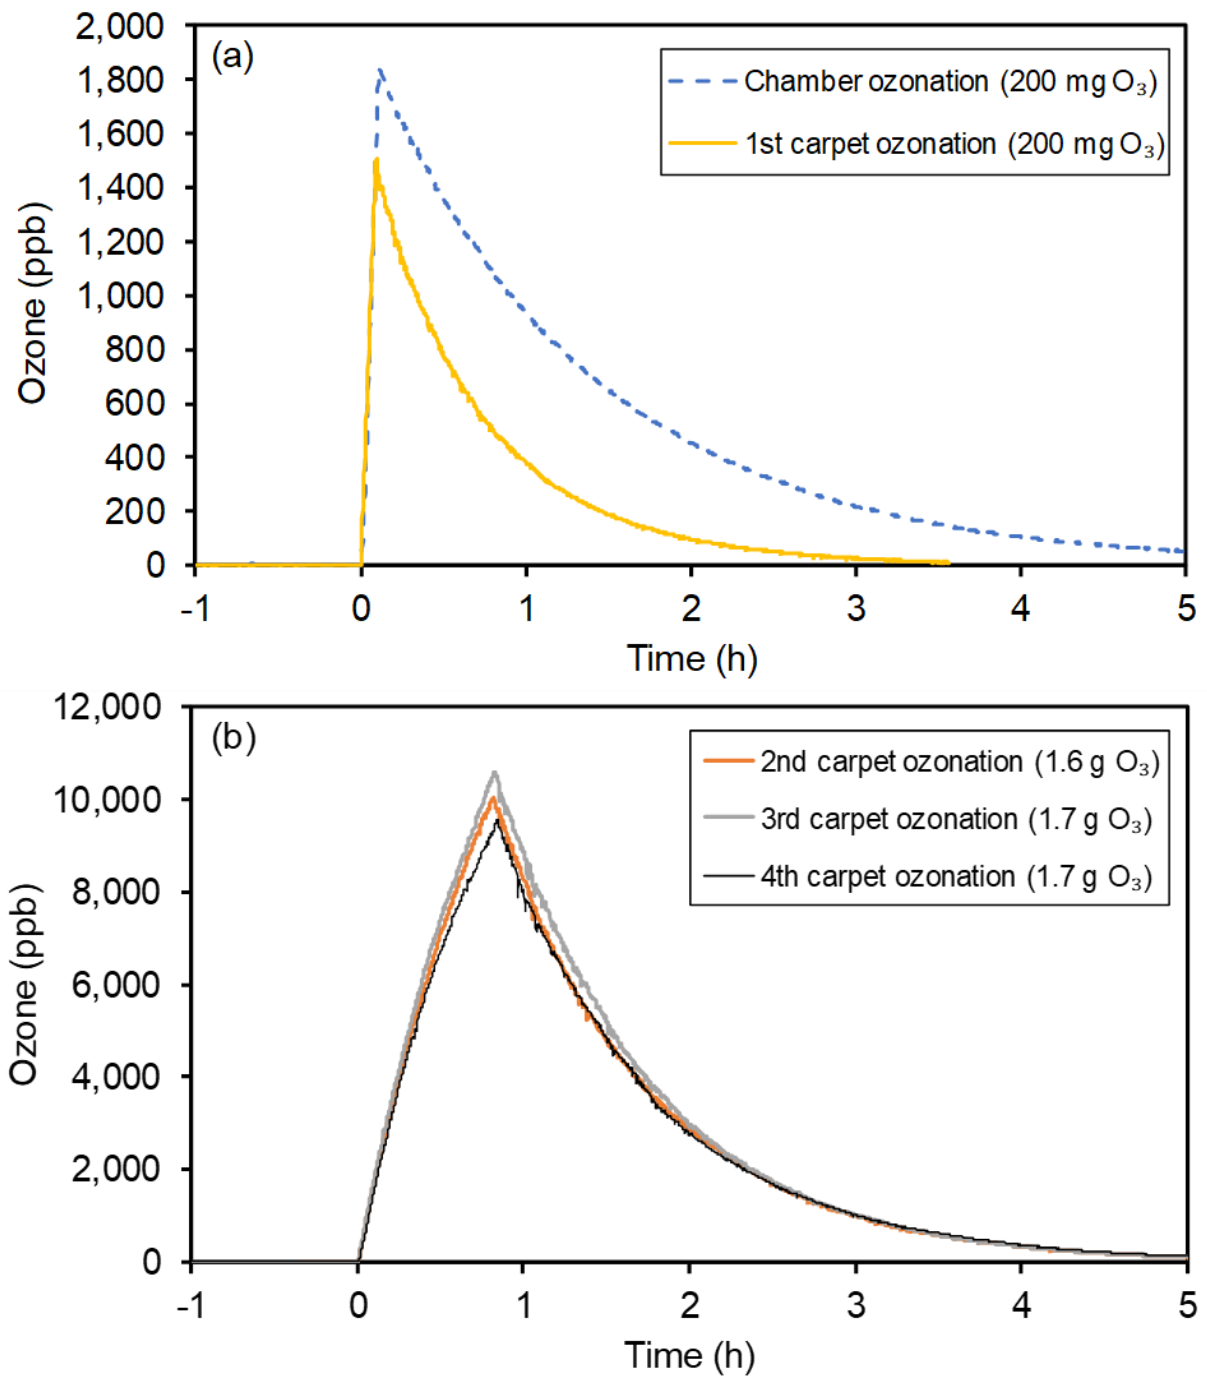 (a)
Chamber ozonation (200 mg O₃)
1st carpet ozonation (200 mg O₃)
Ozone (ppb)
2,000
1,800
1,600
1,400
1,200
1,000
800
600
400
200
0
-1 0 1 2 3 4 5
Time (h)
(b)
2nd carpet ozonation (1.6 g O₃)
3rd carpet ozonation (1.7 g O₃)
4th carpet ozonation (1.7 g O₃)
Ozone (ppb)
12,000
10,000
8,000
6,000
4,000
2,000
0
-1 0 1 2 3 4 5
Time (h)